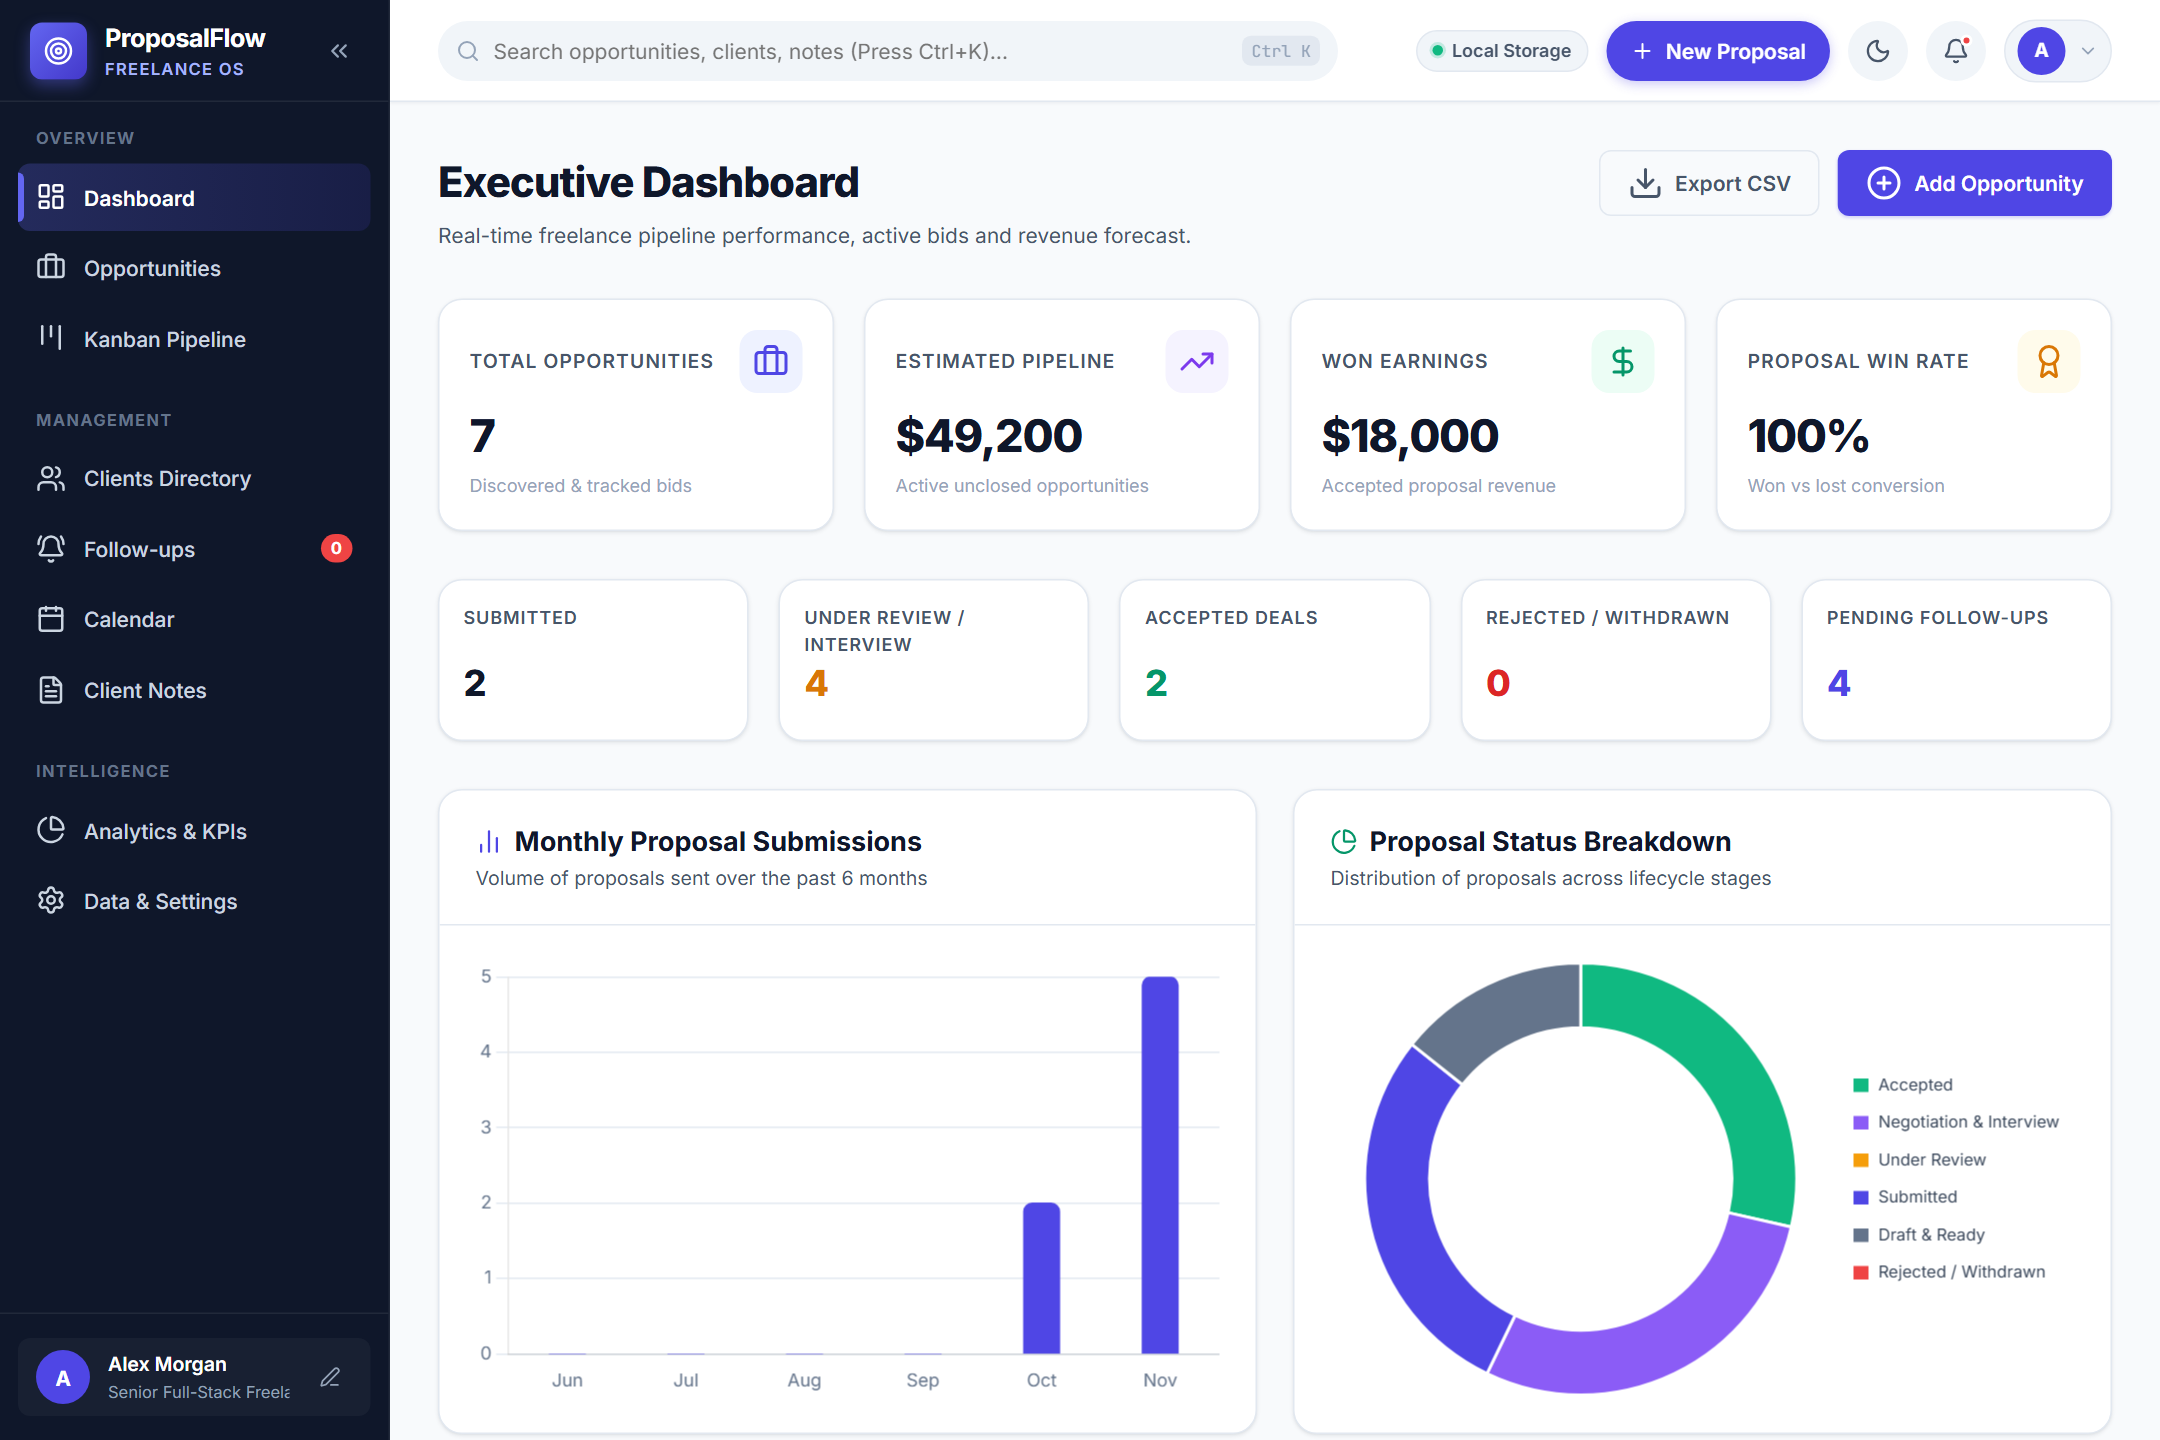 ProposalFlow
FREELANCE OS
OVERVIEW
Dashboard
Opportunities
Kanban Pipeline
MANAGEMENT
Clients Directory
Follow-ups
0
Calendar
Client Notes
INTELLIGENCE
Analytics & KPIs
Data & Settings
A
Alex Morgan
Senior Full-Stack Freela
Search opportunities, clients, notes (Press Ctrl+K)...
Ctrl K
Local Storage
New Proposal
A
Executive Dashboard
Real-time freelance pipeline performance, active bids and revenue forecast.
Export CSV
Add Opportunity
TOTAL OPPORTUNITIES
7
Discovered & tracked bids
ESTIMATED PIPELINE
$49,200
Active unclosed opportunities
WON EARNINGS
$18,000
Accepted proposal revenue
PROPOSAL WIN RATE
100%
Won vs lost conversion
SUBMITTED
2
UNDER REVIEW /
INTERVIEW
4
ACCEPTED DEALS
2
REJECTED / WITHDRAWN
0
PENDING FOLLOW-UPS
4
Monthly Proposal Submissions
Volume of proposals sent over the past 6 months
5
4
3
2
1
0
Jun
Jul
Aug
Sep
Oct
Nov
Proposal Status Breakdown
Distribution of proposals across lifecycle stages
Accepted
Negotiation & Interview
Under Review
Submitted
Draft & Ready
Rejected / Withdrawn